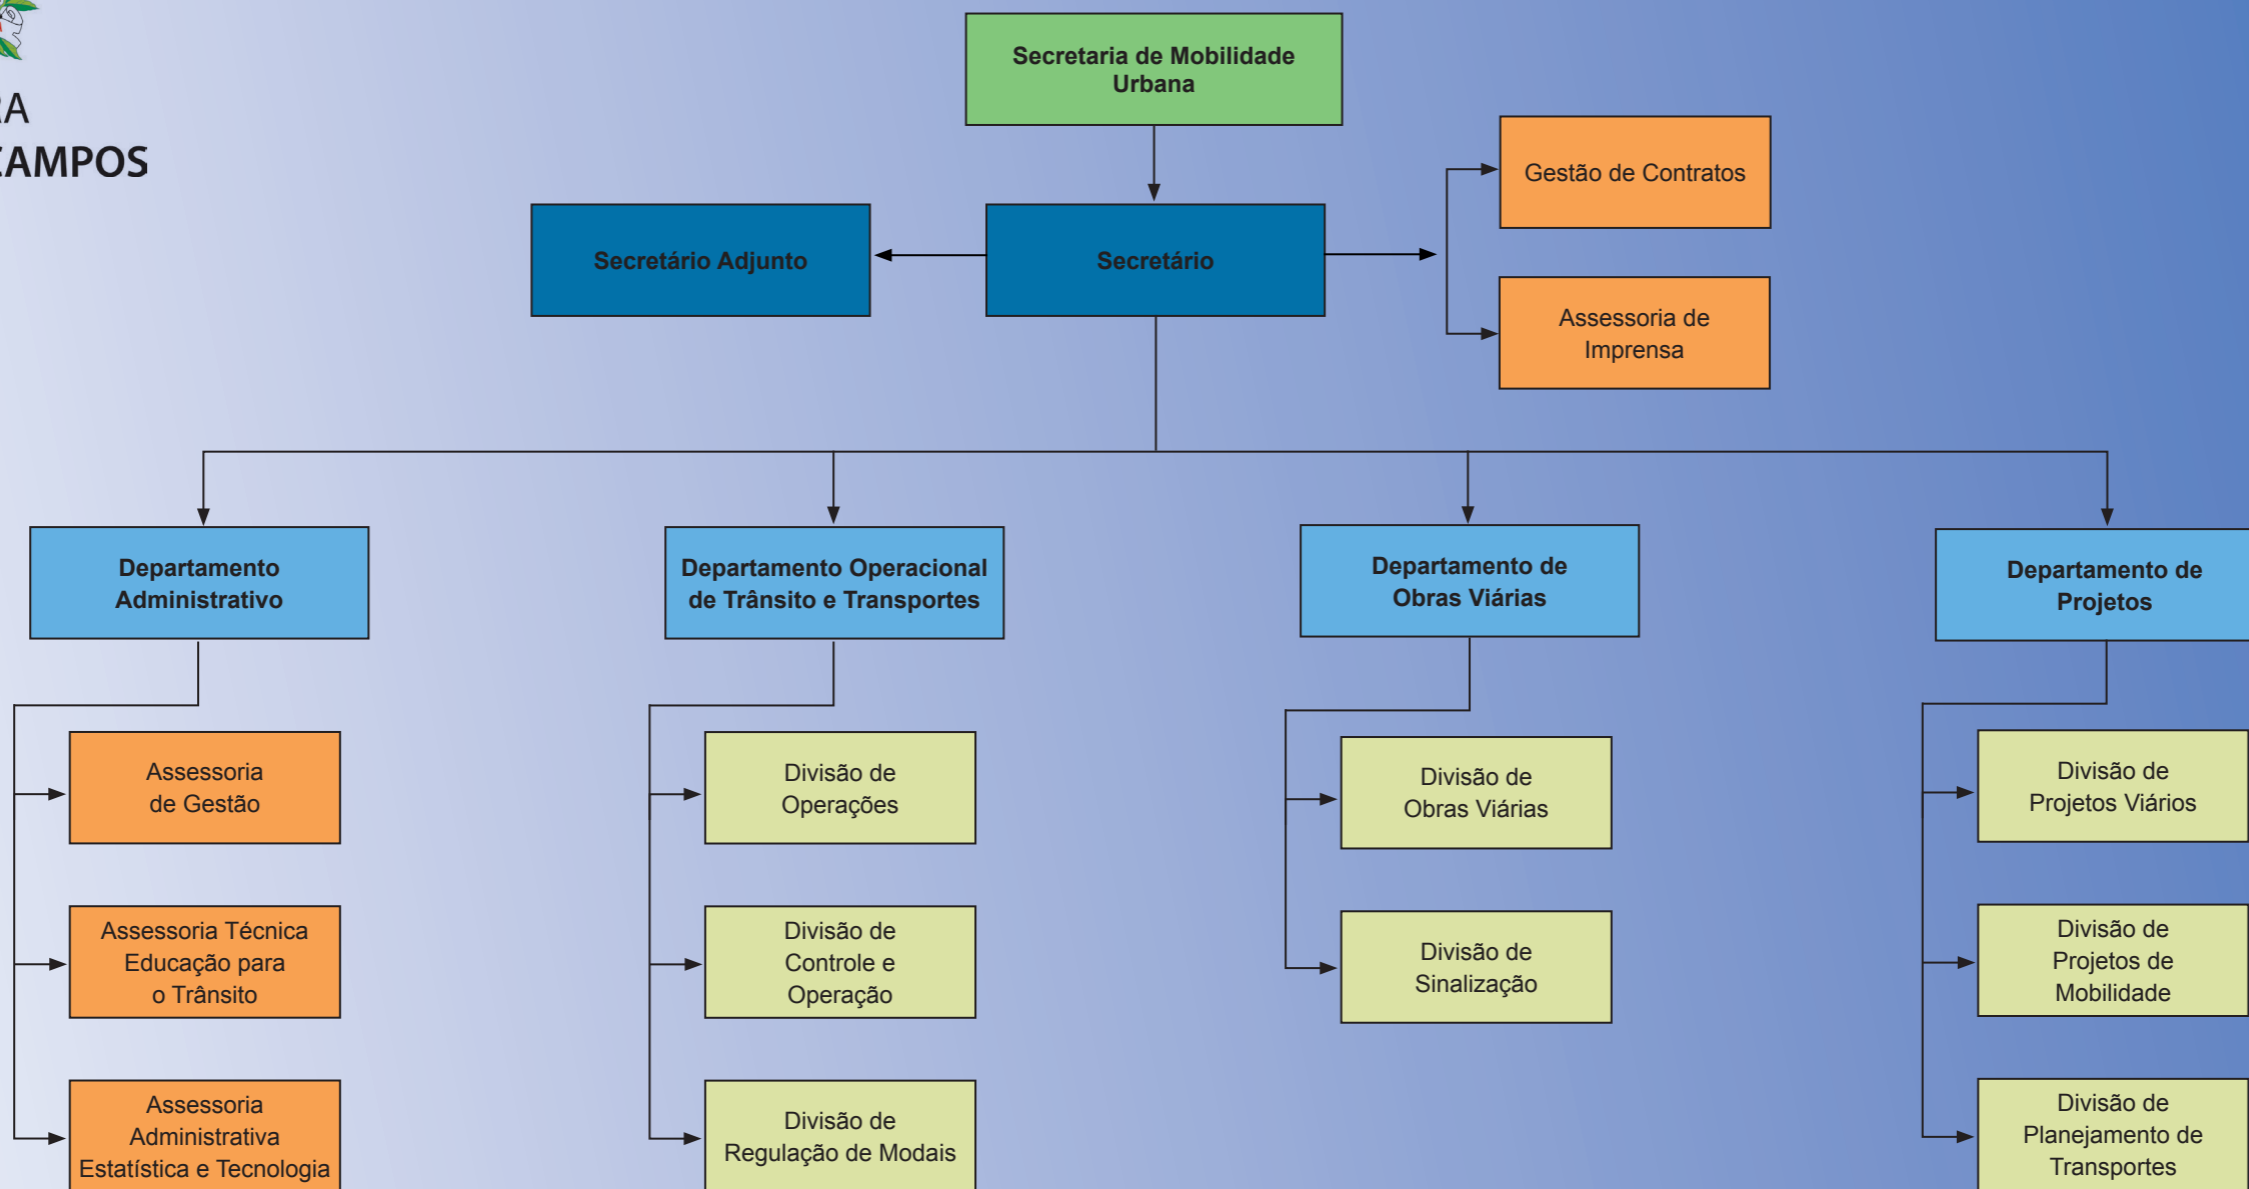 CAMPOS
Secretaria de Mobilidade
Urbana
Gestão de Contratos
Secretário Adjunto
Secretário
Assessoria de
Imprensa
Departamento
Administrativo
Departamento Operacional
de Trânsito e Transportes
Departamento de
Obras Viárias
Departamento de
Projetos
Assessoria
de Gestão
Assessoria Técnica
Educação para
o Trânsito
Assessoria
Administrativa
Estatística e Tecnologia
Divisão de
Operações
Divisão de
Controle e
Operação
Divisão de
Regulação de Modais
Divisão de
Obras Viárias
Divisão de
Sinalização
Divisão de
Projetos Viários
Divisão de
Projetos de
Mobilidade
Divisão de
Planejamento de
Transportes